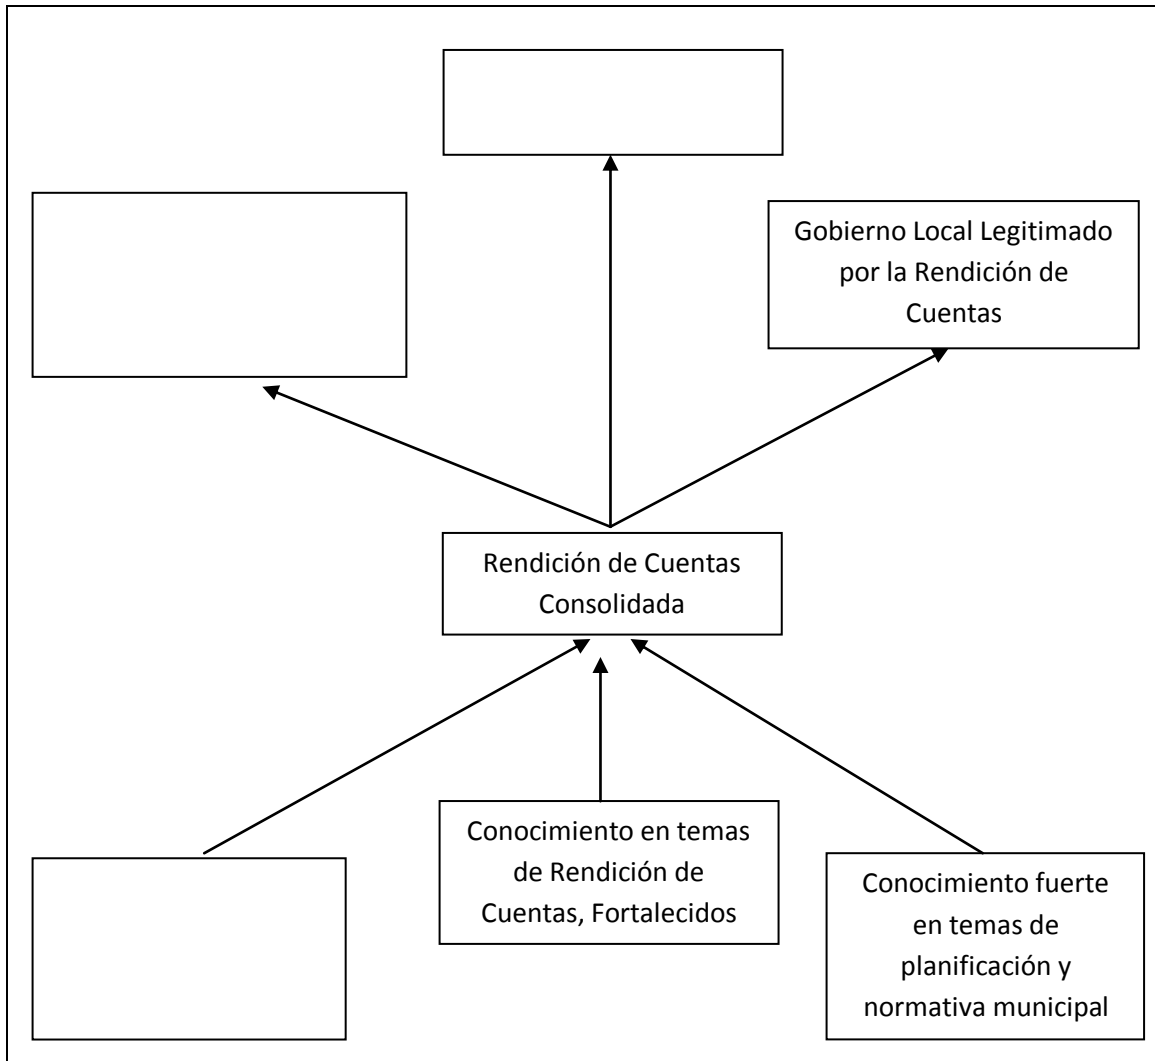 Gobierno Local Legitimado
por la Rendición de
Cuentas
Rendición de Cuentas
Consolidada
Conocimiento en temas
de Rendición de
Cuentas, Fortalecidos
Conocimiento fuerte
en temas de
planificación y
normativa municipal